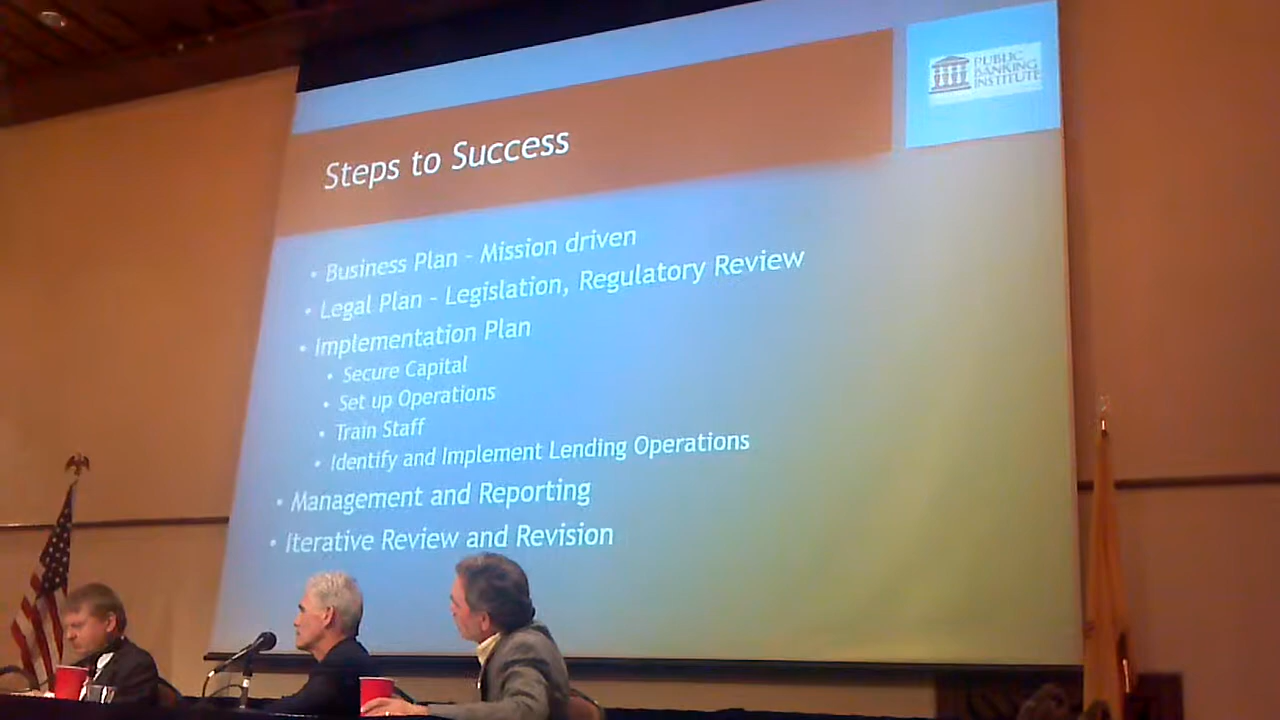 PUBLIC
BANKING
INSTITUTE
Steps to Success
• Business Plan - Mission driven
• Legal Plan - Legislation, Regulatory Review
• Implementation Plan
• Secure Capital
• Set up Operations
• Train Staff
• Identify and Implement Lending Operations
• Management and Reporting
• Iterative Review and Revision